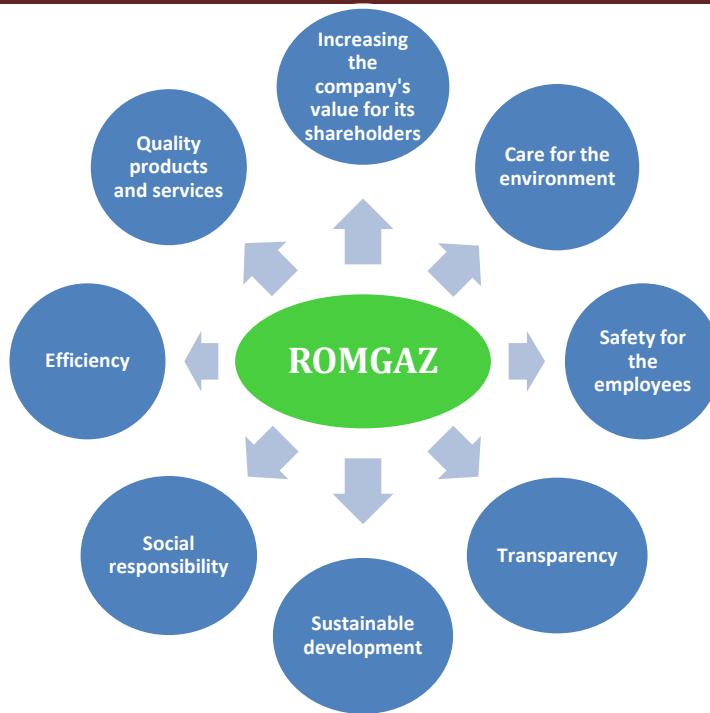 Increasing
the
company's
value for its
shareholders
Care for the
environment
Safety for
the
employees
Transparency
Sustainable
development
Social
responsibility
Efficiency
Quality
products
and services
ROMGAZ